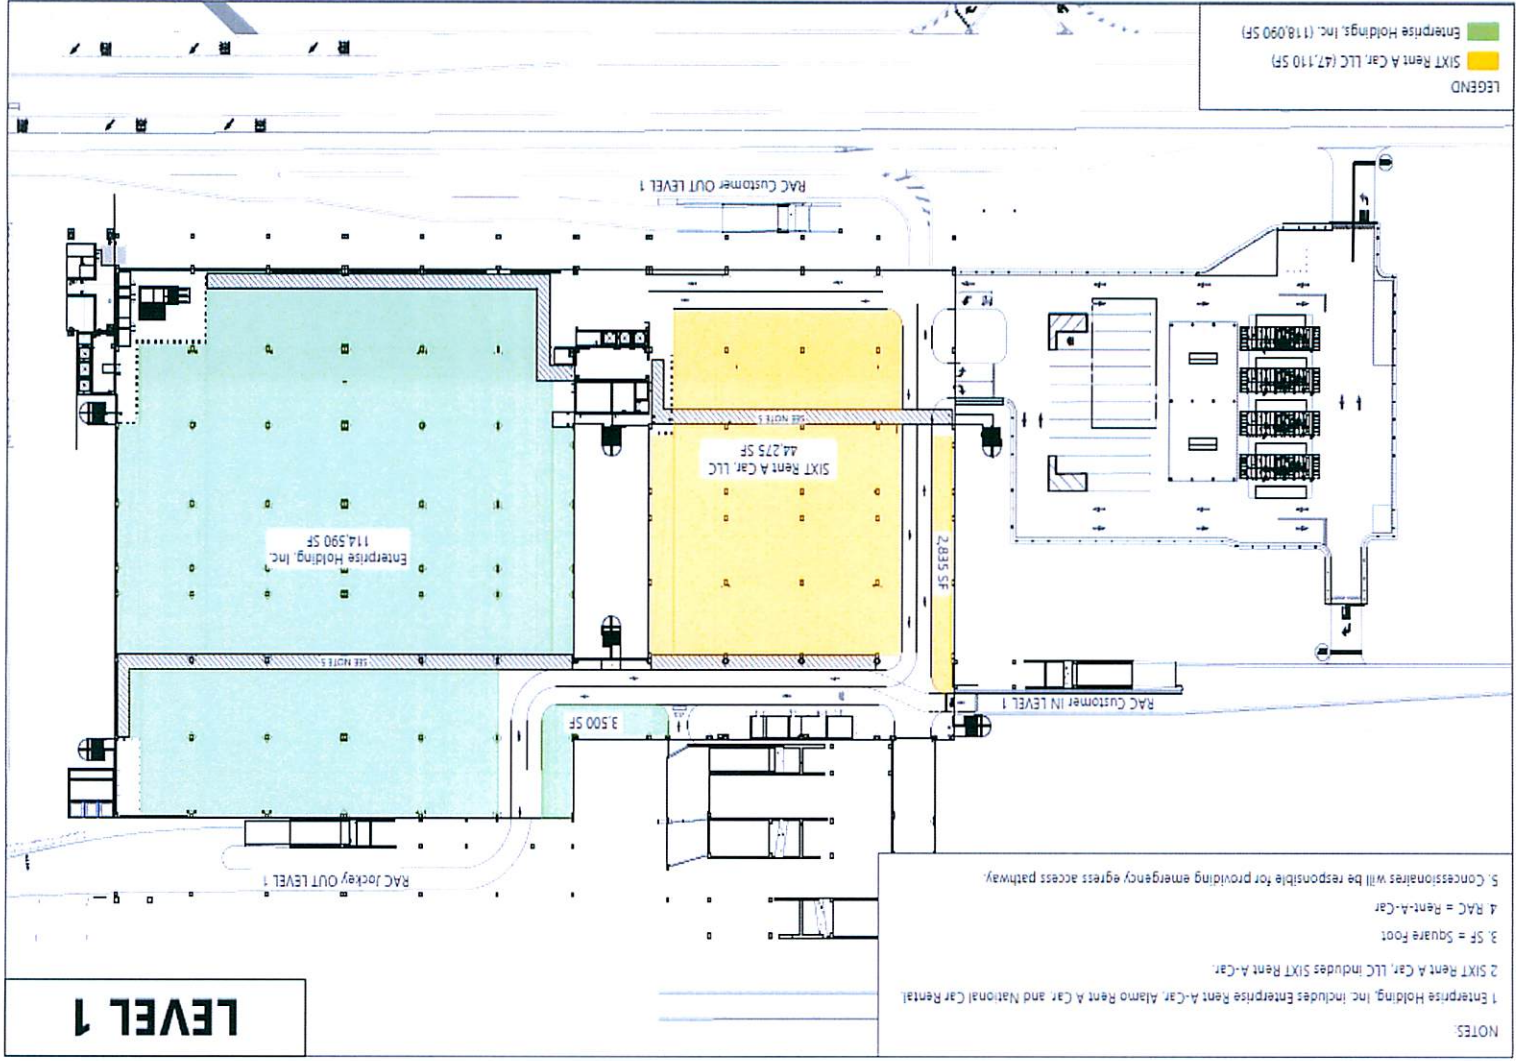 LEVEL 1
NOTES:
1 Enterprise Holding, Inc. includes Enterprise Rent A-Car, Alamo Rent A Car, and National Car Rental.
2 SIXT Rent A Car, LLC includes SIXT Rent A-Car.
3. SF = Square Foot
4. RAC = Rent-A-Car
5. Concessionaires will be responsible for providing emergency egress access pathway.
RAC Jockey OUT LEVEL 1
3,500 SF
RAC Customer IN LEVEL 1
SEE NOTE 5
2,835 SF
Enterprise Holding, Inc.
114,590 SF
SIXT Rent A Car, LLC
44,275 SF
SEE NOTE 5
RAC Customer OUT LEVEL 1
LEGEND
SIXT Rent A Car, LLC (47,110 SF)
Enterprise Holdings, Inc. (118,090 SF)